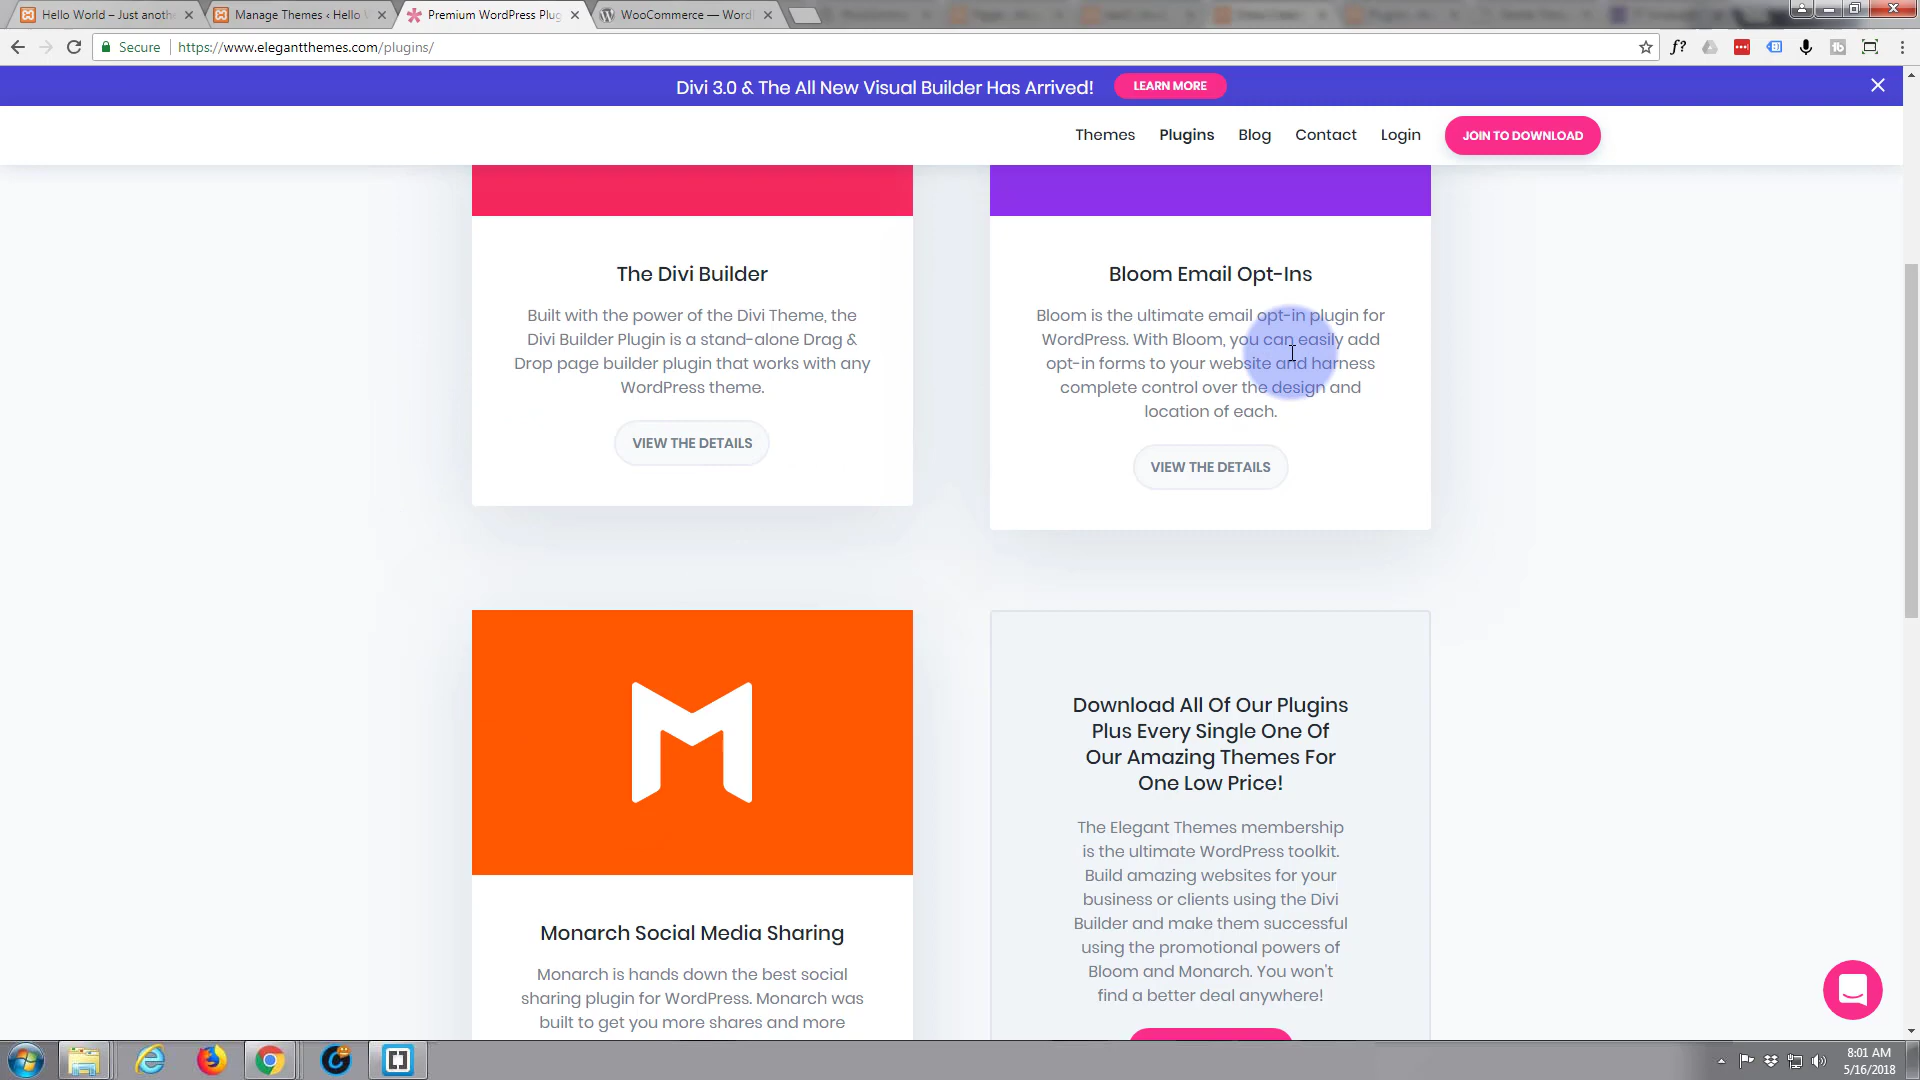 Hello World – Just anoth
Manage Themes ‹ Hello
Premium WordPress Plug
WooCommerce — Word
Secure
https://www.elegantthemes.com/plugins/
f?
Divi 3.0 & The All New Visual Builder Has Arrived!
LEARN MORE
Themes
Plugins
Blog
Contact
Login
JOIN TO DOWNLOAD
The Divi Builder
Built with the power of the Divi Theme, the
Divi Builder Plugin is a stand-alone Drag &
Drop page builder plugin that works with any
WordPress theme.
VIEW THE DETAILS
Bloom Email Opt-Ins
Bloom is the ultimate email opt-in plugin for
WordPress. With Bloom, you can easily add
opt-in forms to your website and harness
complete control over the design and
location of each.
VIEW THE DETAILS
M
Monarch Social Media Sharing
Monarch is hands down the best social
sharing plugin for WordPress. Monarch was
built to get you more shares and more
Download All Of Our Plugins
Plus Every Single One Of
Our Amazing Themes For
One Low Price!
The Elegant Themes membership
is the ultimate WordPress toolkit.
Build amazing websites for your
business or clients using the Divi
Builder and make them successful
using the promotional powers of
Bloom and Monarch. You won't
find a better deal anywhere!
8:01 AM
5/16/2018